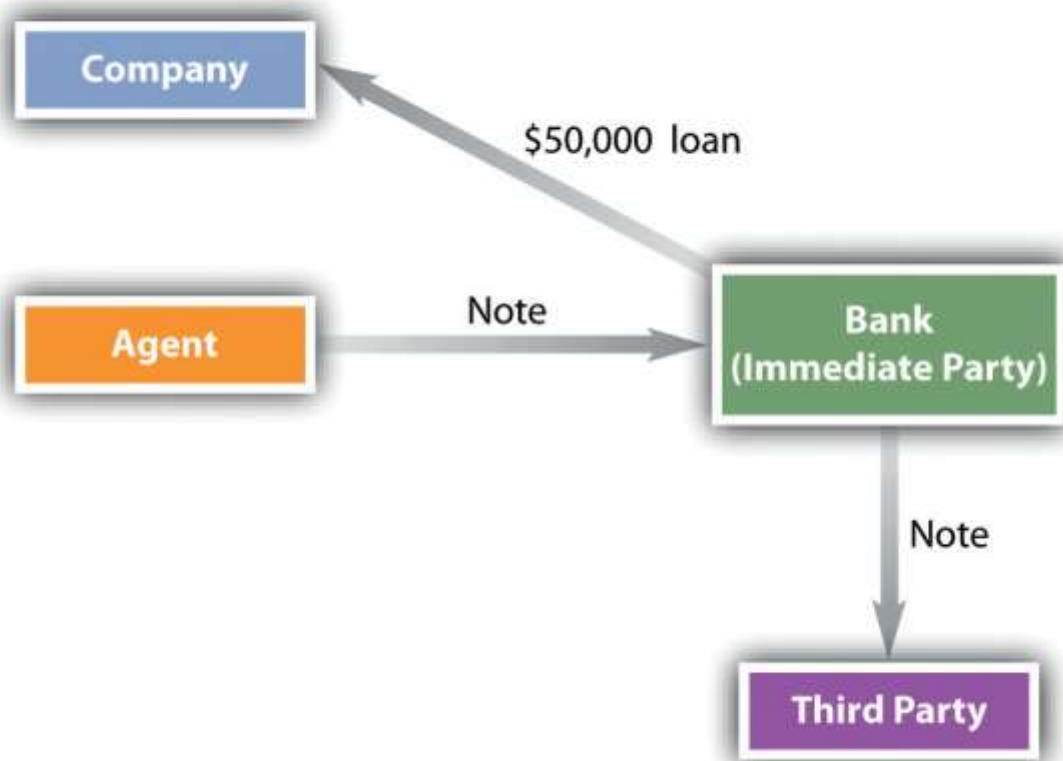 Company
$50,000 loan
Agent
Note
Bank
(Immediate Party)
Note
Third Party